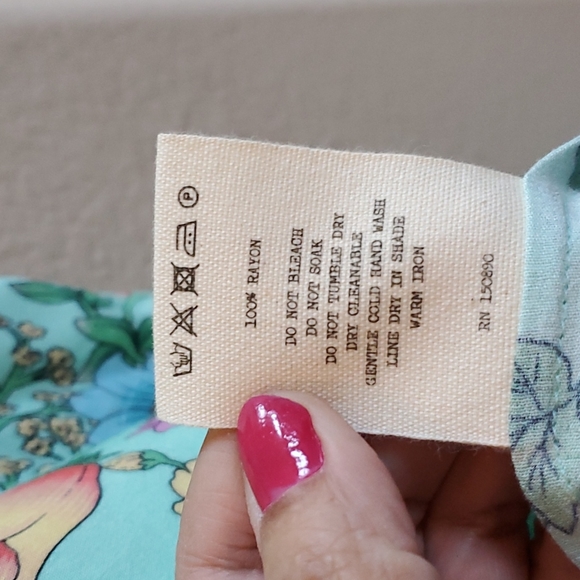 100% RAYON
DO NOT BLEACH
DO NOT SOAK
DO NOT TUMBLE DRY
DRY CLEANABLE
GENTLE COLD HAND WASH
LINE DRY IN SHADE
WARM IRON
RN 150890
P